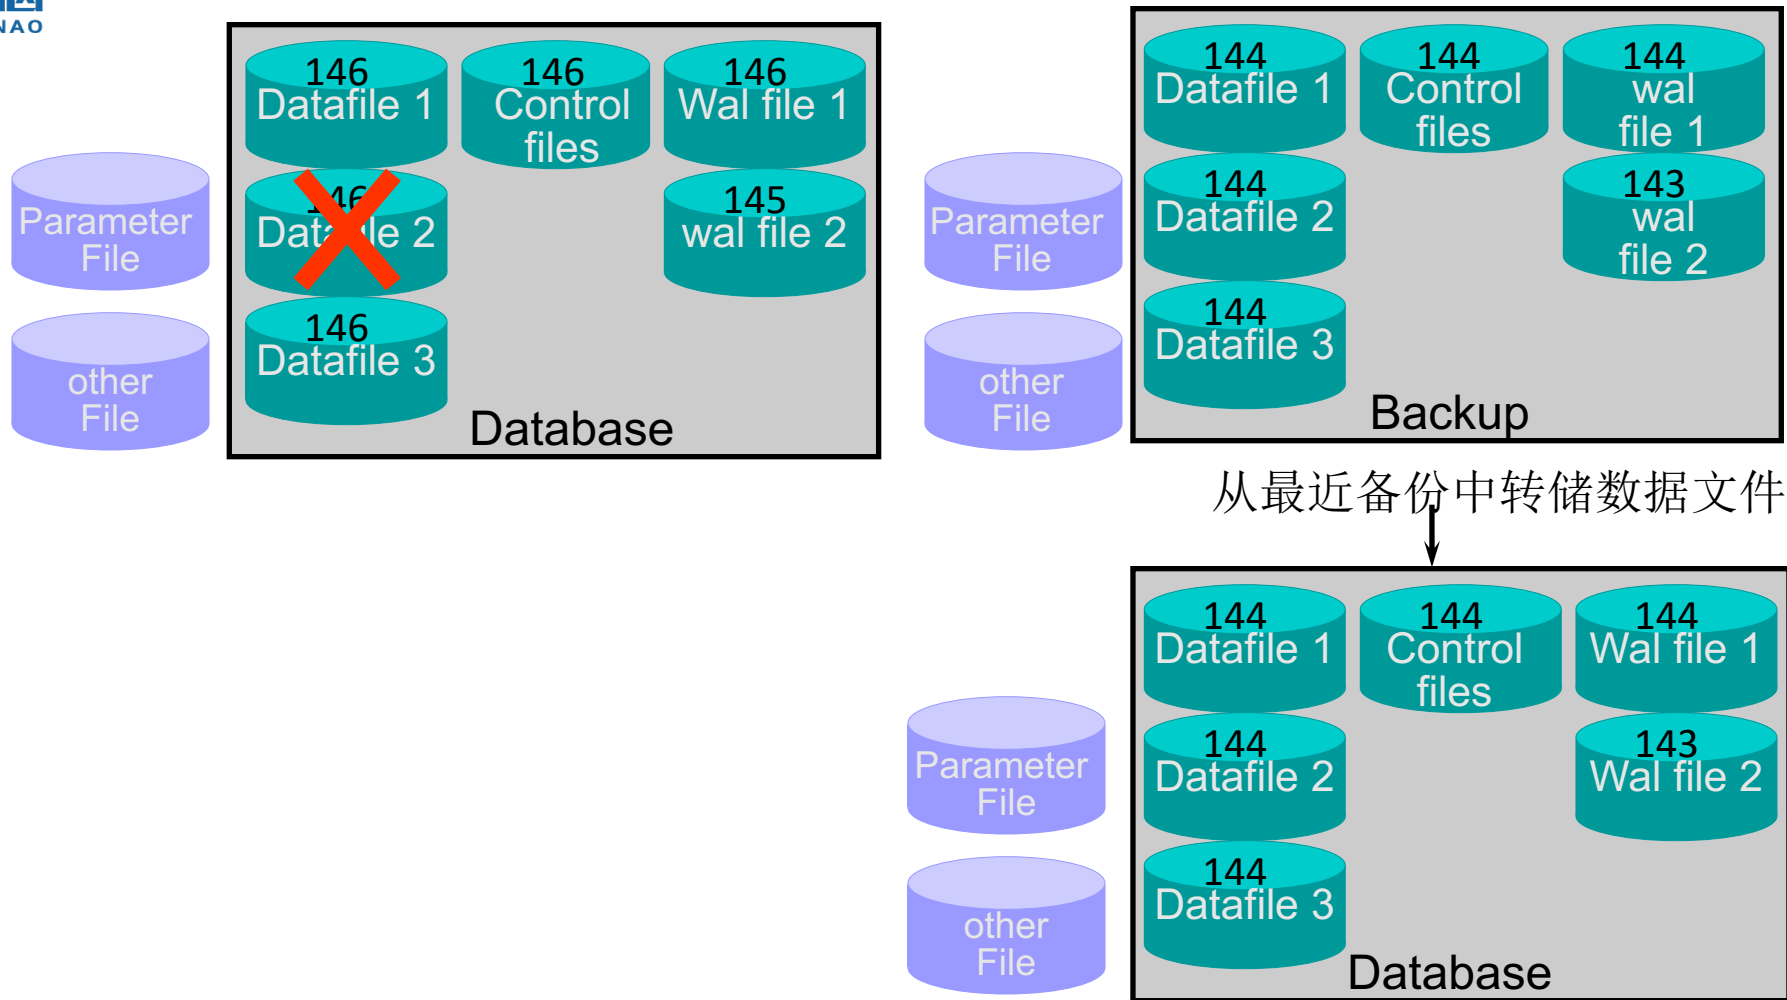 NAO
146
Datafile 1
146
Control
files
146
Wal file 1
146
Datafile 2
145
wal file 2
146
Datafile 3
Database
Parameter
File
other
File
144
Datafile 1
144
Control
files
144
wal
file 1
144
Datafile 2
143
wal
file 2
144
Datafile 3
Backup
Parameter
File
other
File
从最近备份中转储数据文件
144
Datafile 1
144
Control
files
144
Wal file 1
144
Datafile 2
143
Wal file 2
144
Datafile 3
Database
Parameter
File
other
File